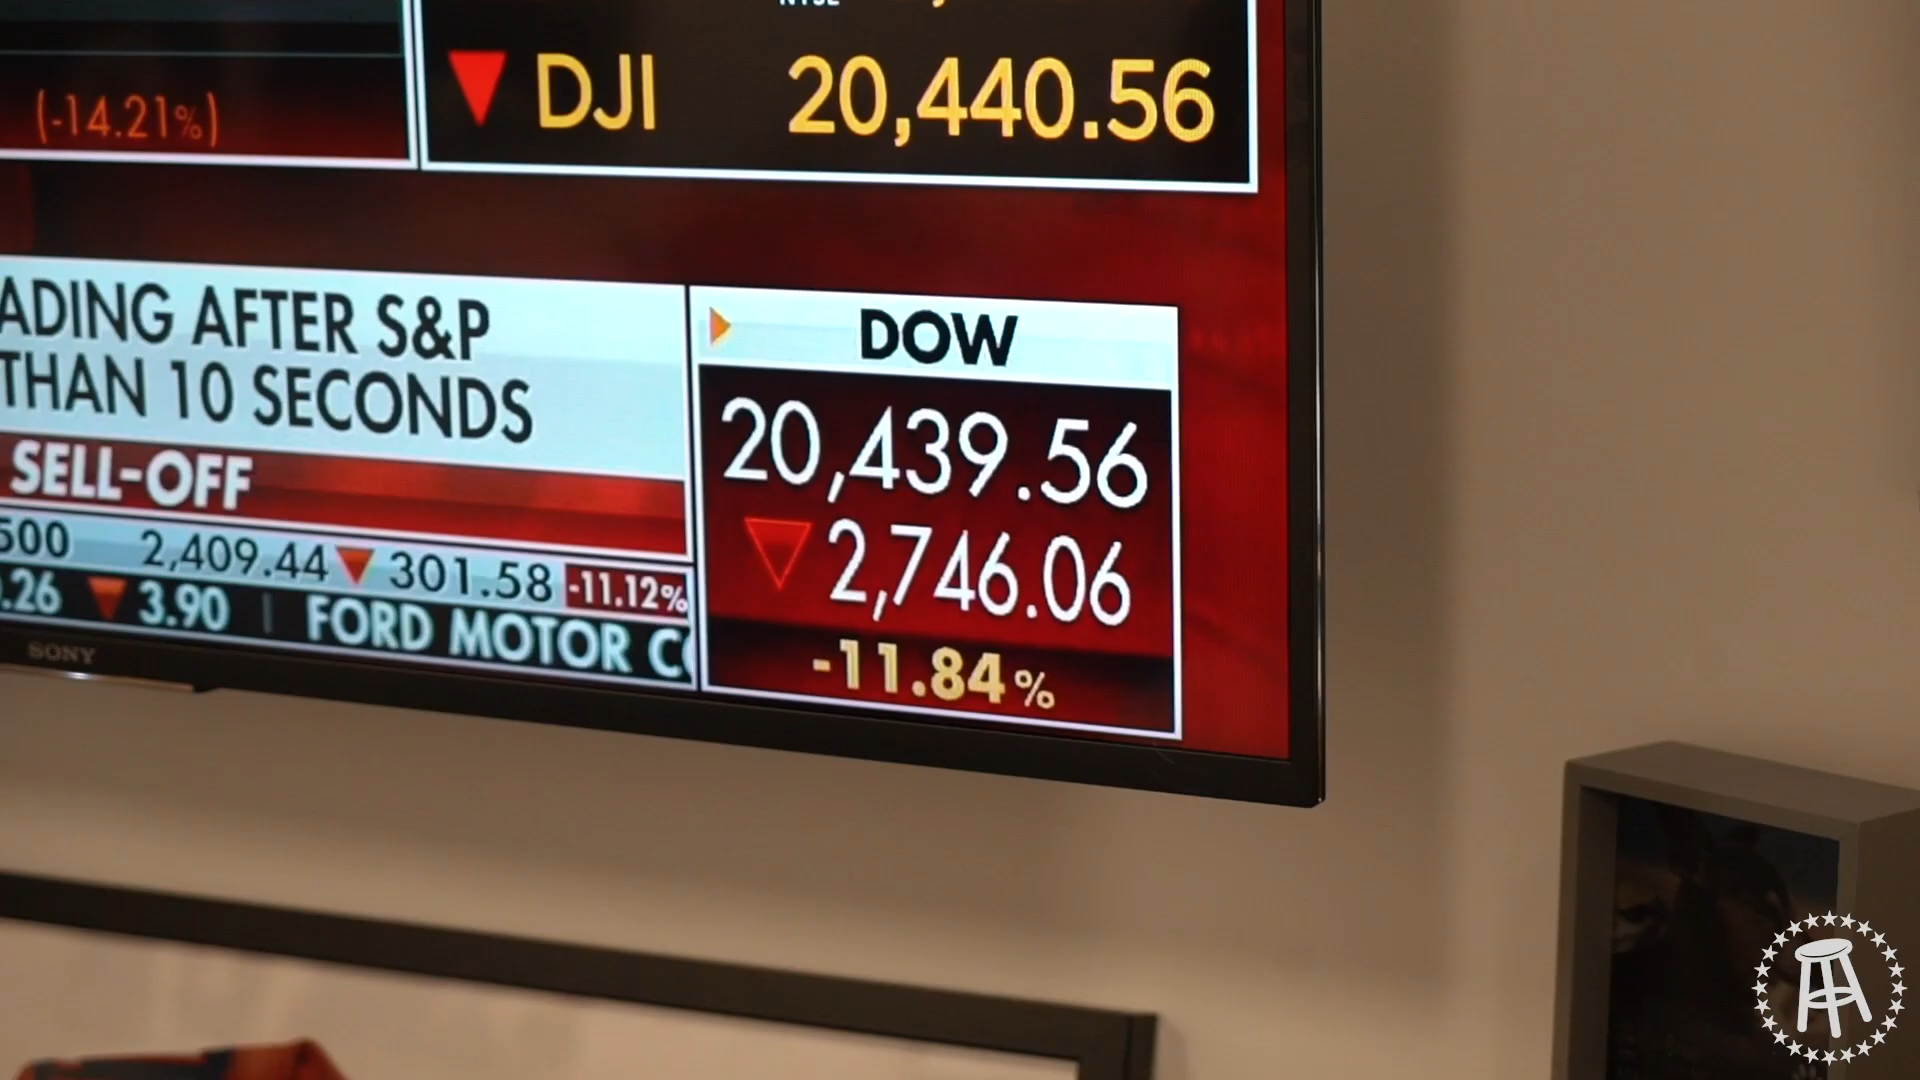 NYSE
(-14.21%)
DJI 20,440.56
ADING AFTER S&P
THAN 10 SECONDS
SELL-OFF
500 2,409.44 301.58 -11.12%
.26 3.90 FORD MOTOR C
DOW
20,439.56
2,746.06
-11.84%
SONY